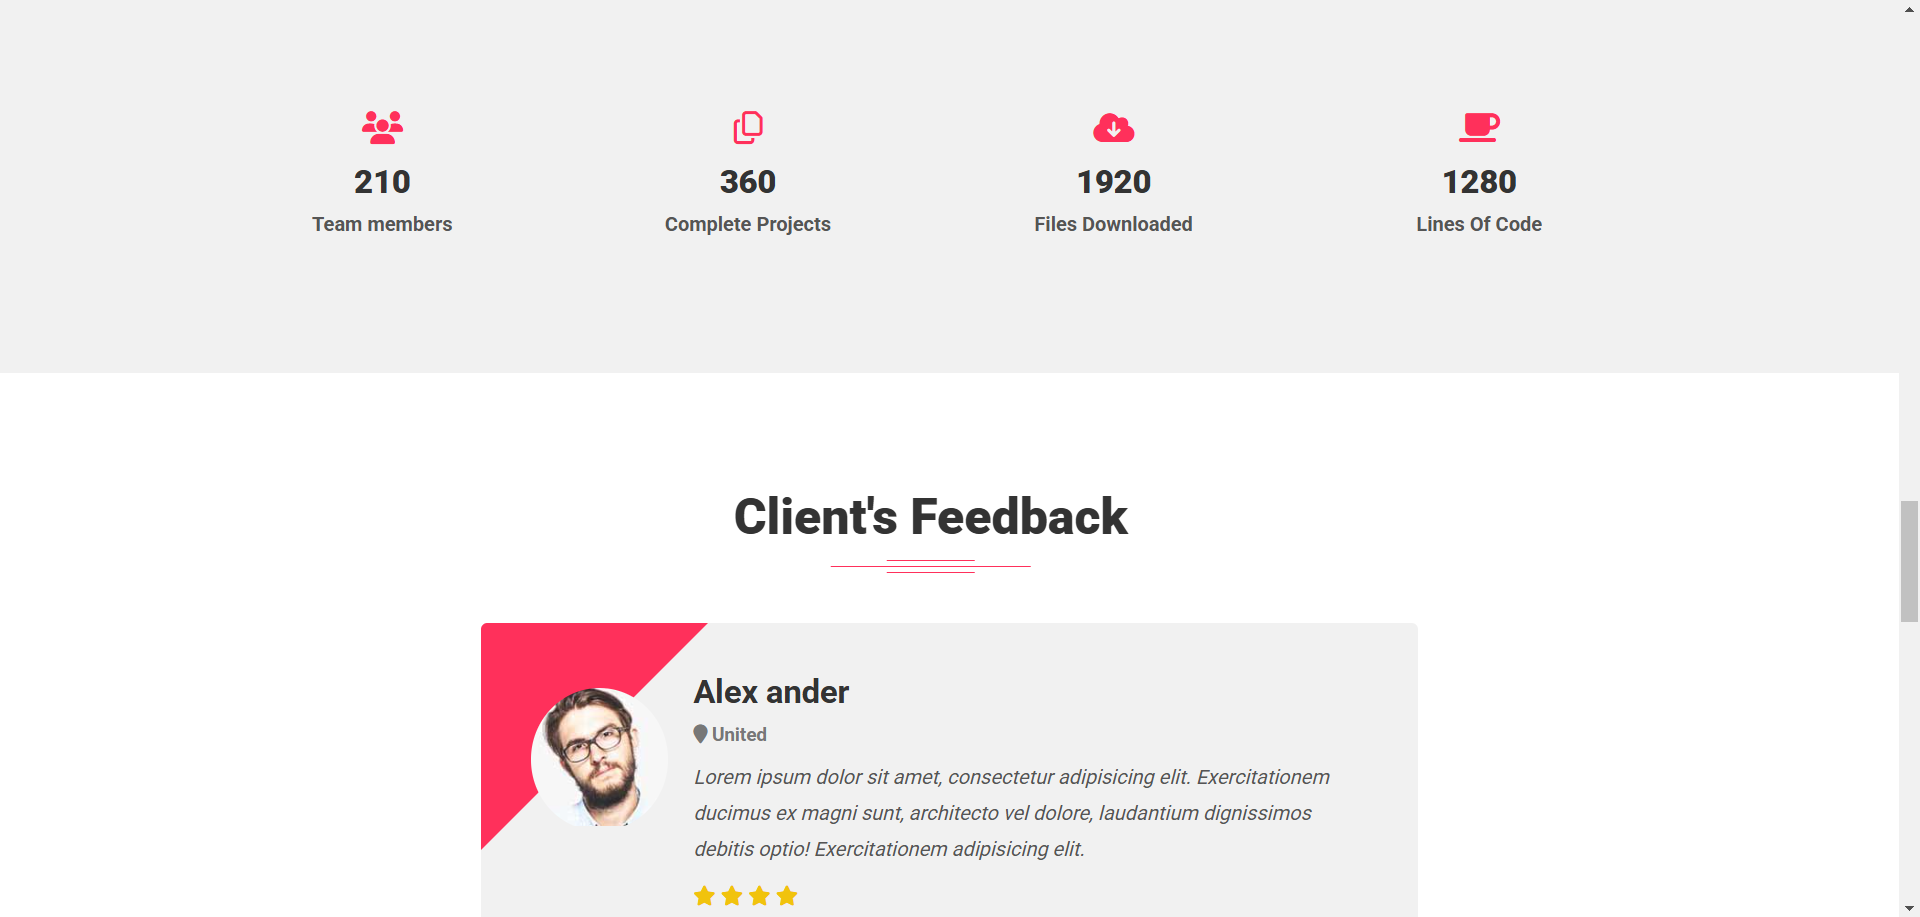 210
360
1920
1280
Team members
Complete Projects
Files Downloaded
Lines Of Code
Client's Feedback
Alex ander
United
Lorem ipsum dolor sit amet, consectetur adipisicing elit. Exercitationem
ducimus ex magni sunt, architecto vel dolore, laudantium dignissimos
debitis optio! Exercitationem adipisicing elit.